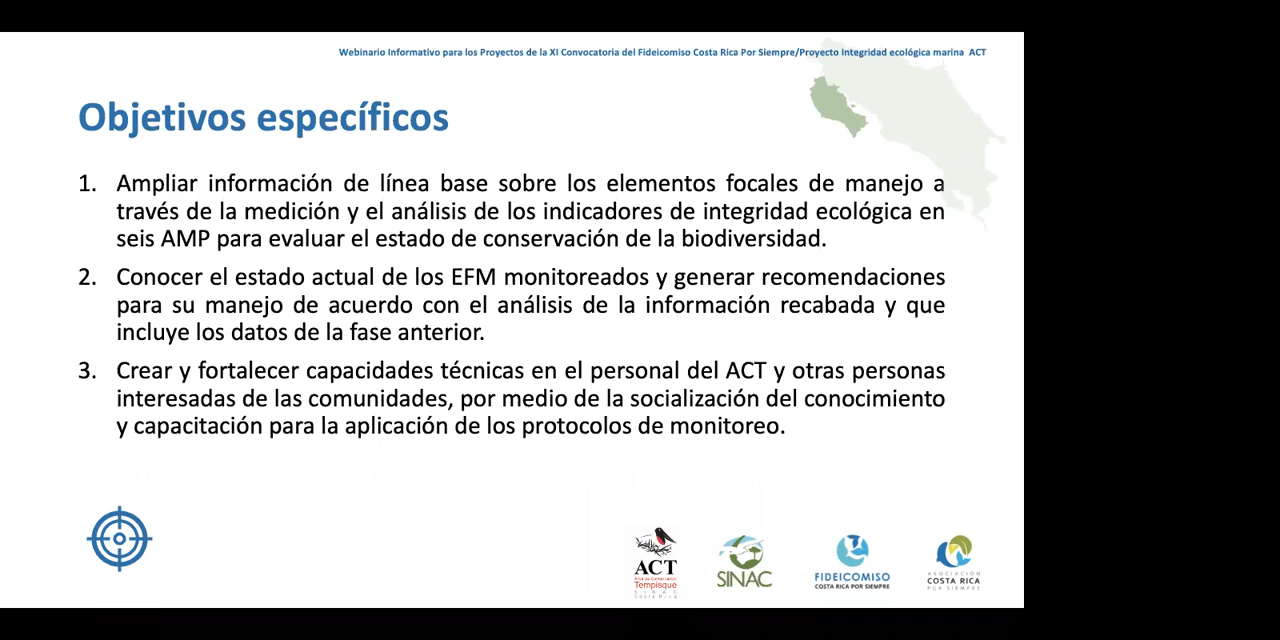 Webinario Informativo para los Proyectos de la XI Convocatoria del Fideicomiso Costa Rica Por Siempre/Proyecto Integridad ecológica marina ACT
Objetivos específicos
1. Ampliar información de línea base sobre los elementos focales de manejo a
través de la medición y el análisis de los indicadores de integridad ecológica en
seis AMP para evaluar el estado de conservación de la biodiversidad.
2. Conocer el estado actual de los EFM monitoreados y generar recomendaciones
para su manejo de acuerdo con el análisis de la información recabada y que
incluye los datos de la fase anterior.
3. Crear y fortalecer capacidades técnicas en el personal del ACT y otras personas
interesadas de las comunidades, por medio de la socialización del conocimiento
y capacitación para la aplicación de los protocolos de monitoreo.
ACT
Área de Conservación
Tempisque
SINAC
Costa Rica
SINAC
FIDEICOMISO
COSTA RICA POR SIEMPRE
ASOCIACIÓN
COSTA RICA
POR SIEMPRE